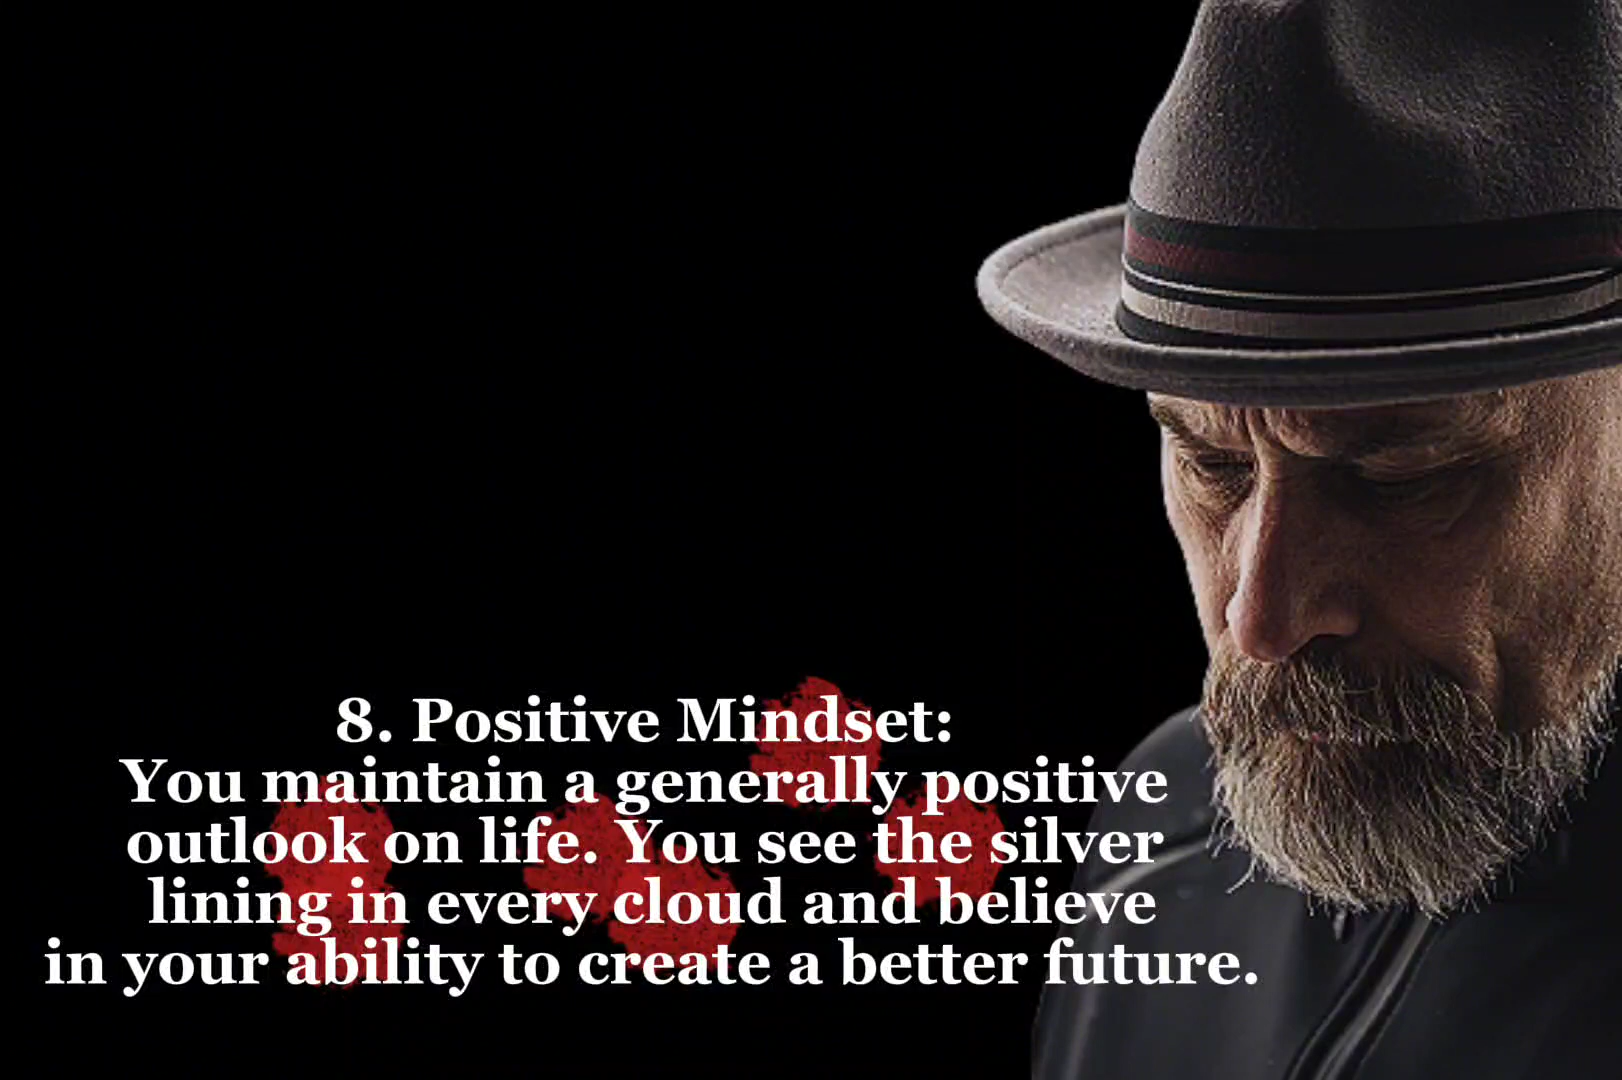 8. Positive Mindset:
You maintain a generally positive
outlook on life. You see the silver
lining in every cloud and believe
in your ability to create a better future.